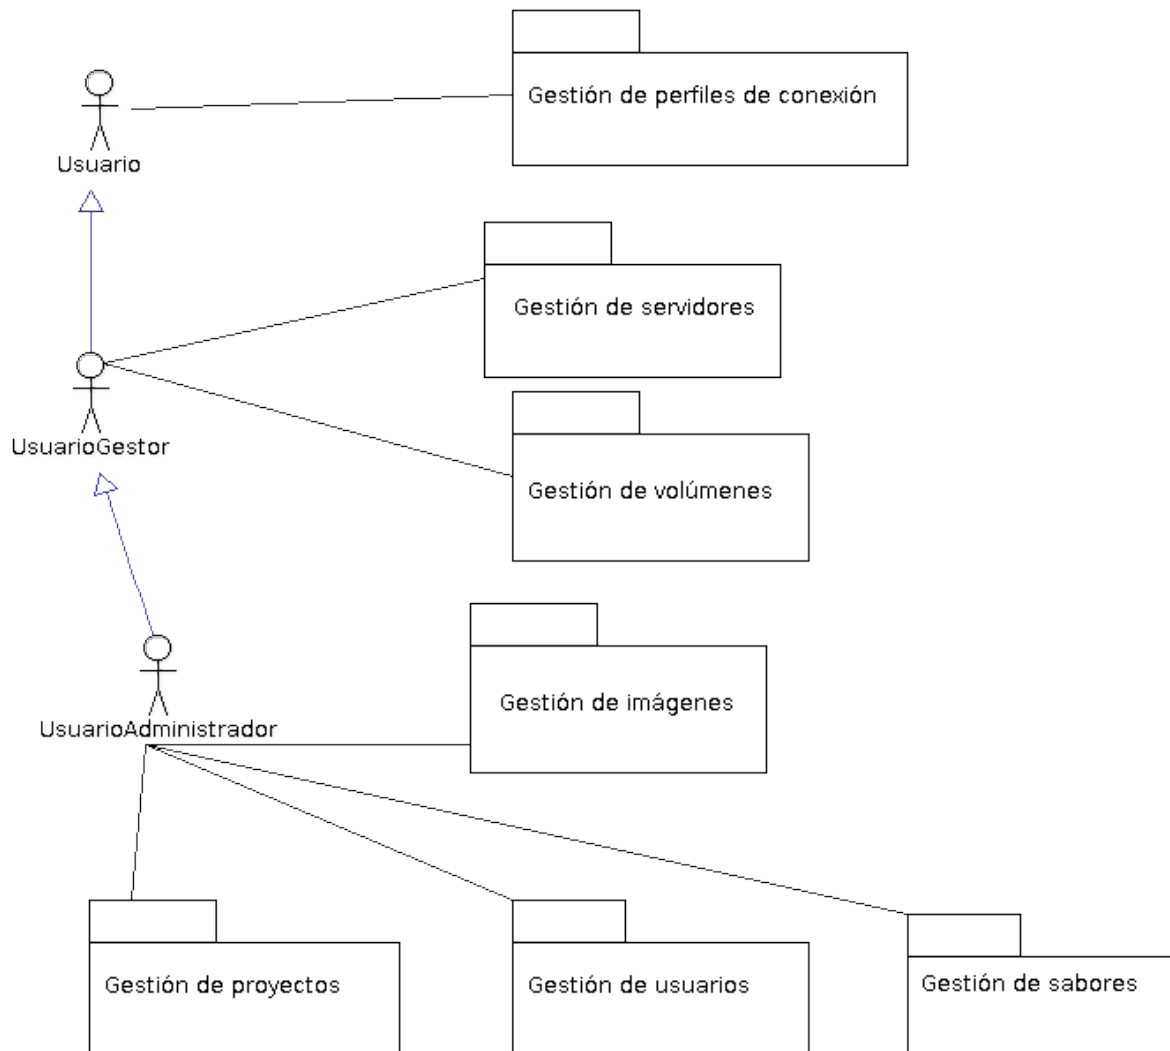 Gestión de perfiles de conexión
Usuario
Gestión de servidores
UsuarioGestor
Gestión de volúmenes
Gestión de imágenes
UsuarioAdministrador
Gestión de proyectos
Gestión de usuarios
Gestión de sabores